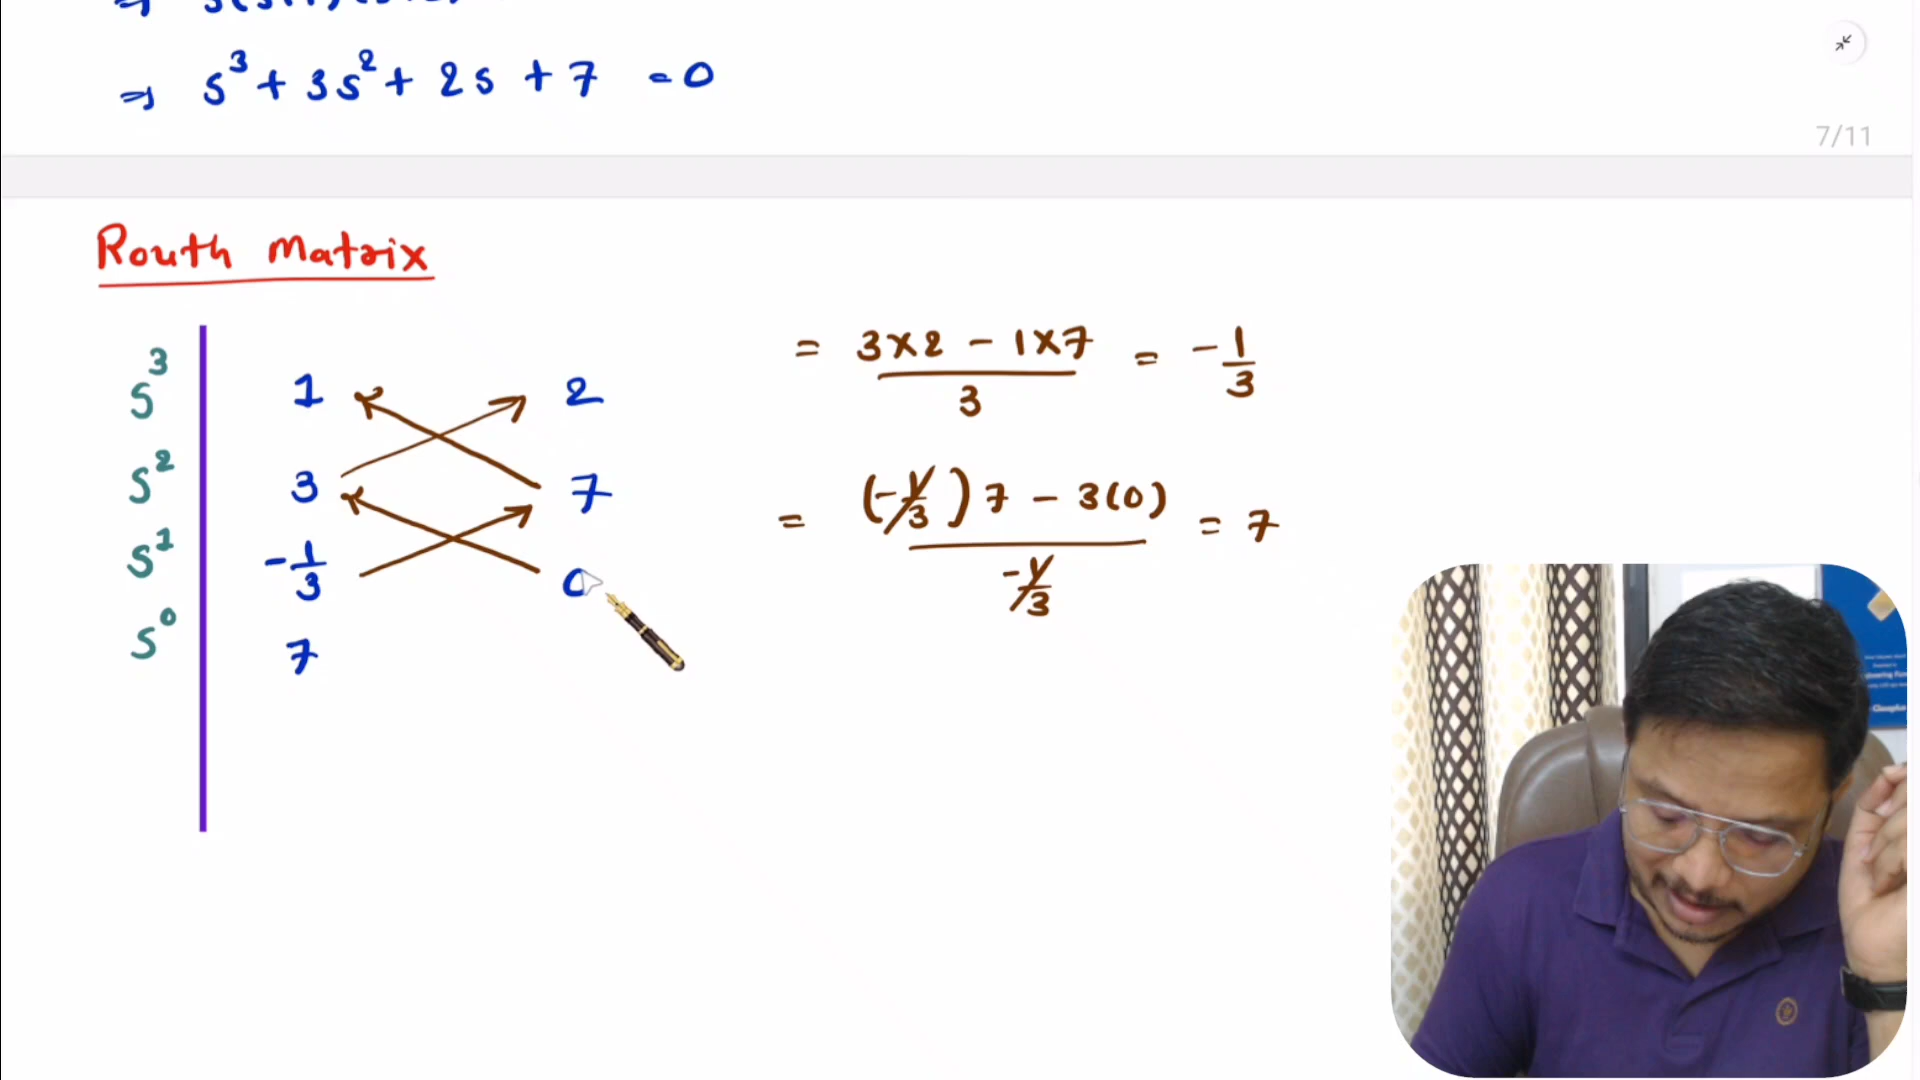 ⇒ s³ + 3s² + 2s + 7 = 0
7/11
Routh Matrix
s³ 1 2
s² 3 7
s¹ -1/3 0
s⁰ 7
= (3×2 - 1×7)/3 = -1/3
= ((-1/3)7 - 3(0))/(-1/3) = 7